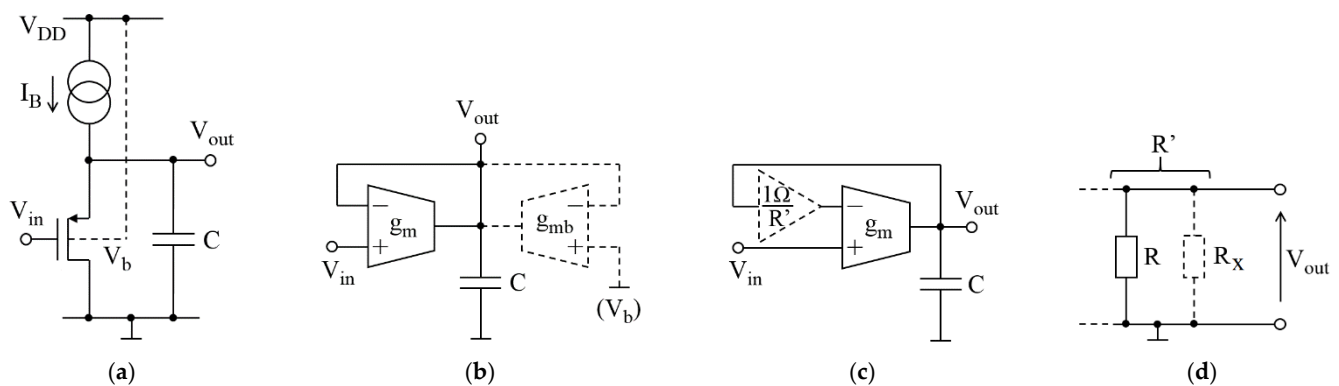 V_DD
I_B
V_out
V_in
V_b
C
(a)
V_out
−
g_m
+
V_in
−
g_mb
+
C
(V_b)
(b)
1Ω
R'
−
g_m
+
V_in
V_out
C
(c)
R'
R
R_X
V_out
(d)